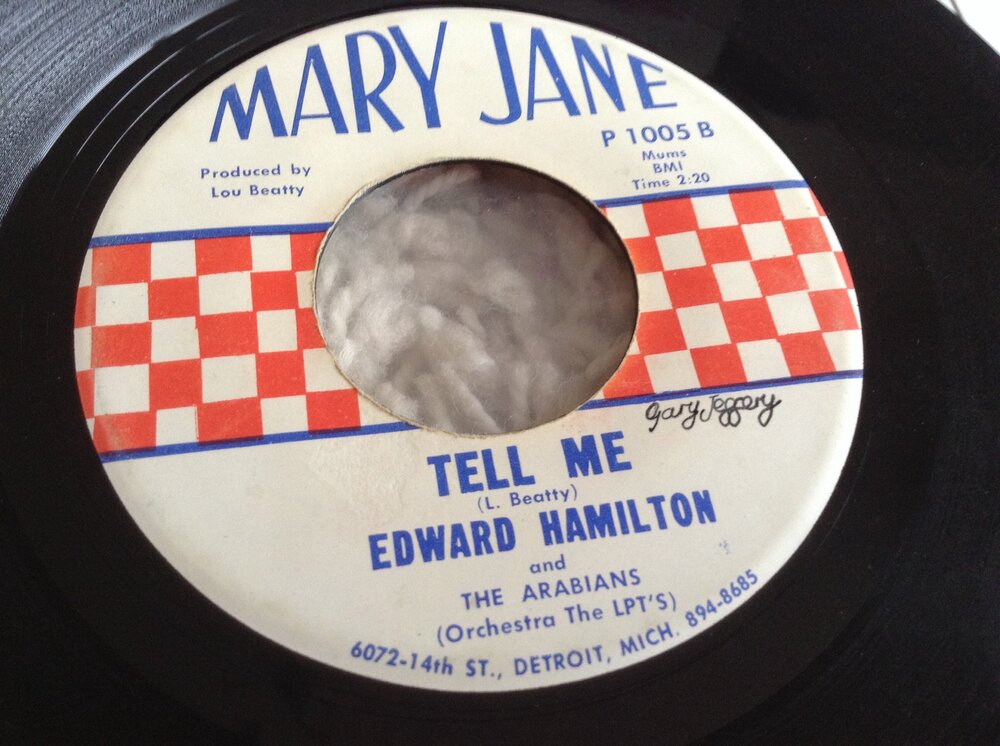 MARY JANE
P 1005 B
Mums
BMI
Time 2:20
Produced by
Lou Beatty
Gary Jeggrery
TELL ME
(L. Beatty)
EDWARD HAMILTON
and
THE ARABIANS
(Orchestra The LPT'S)
6072-14th ST., DETROIT, MICH. 894-8685